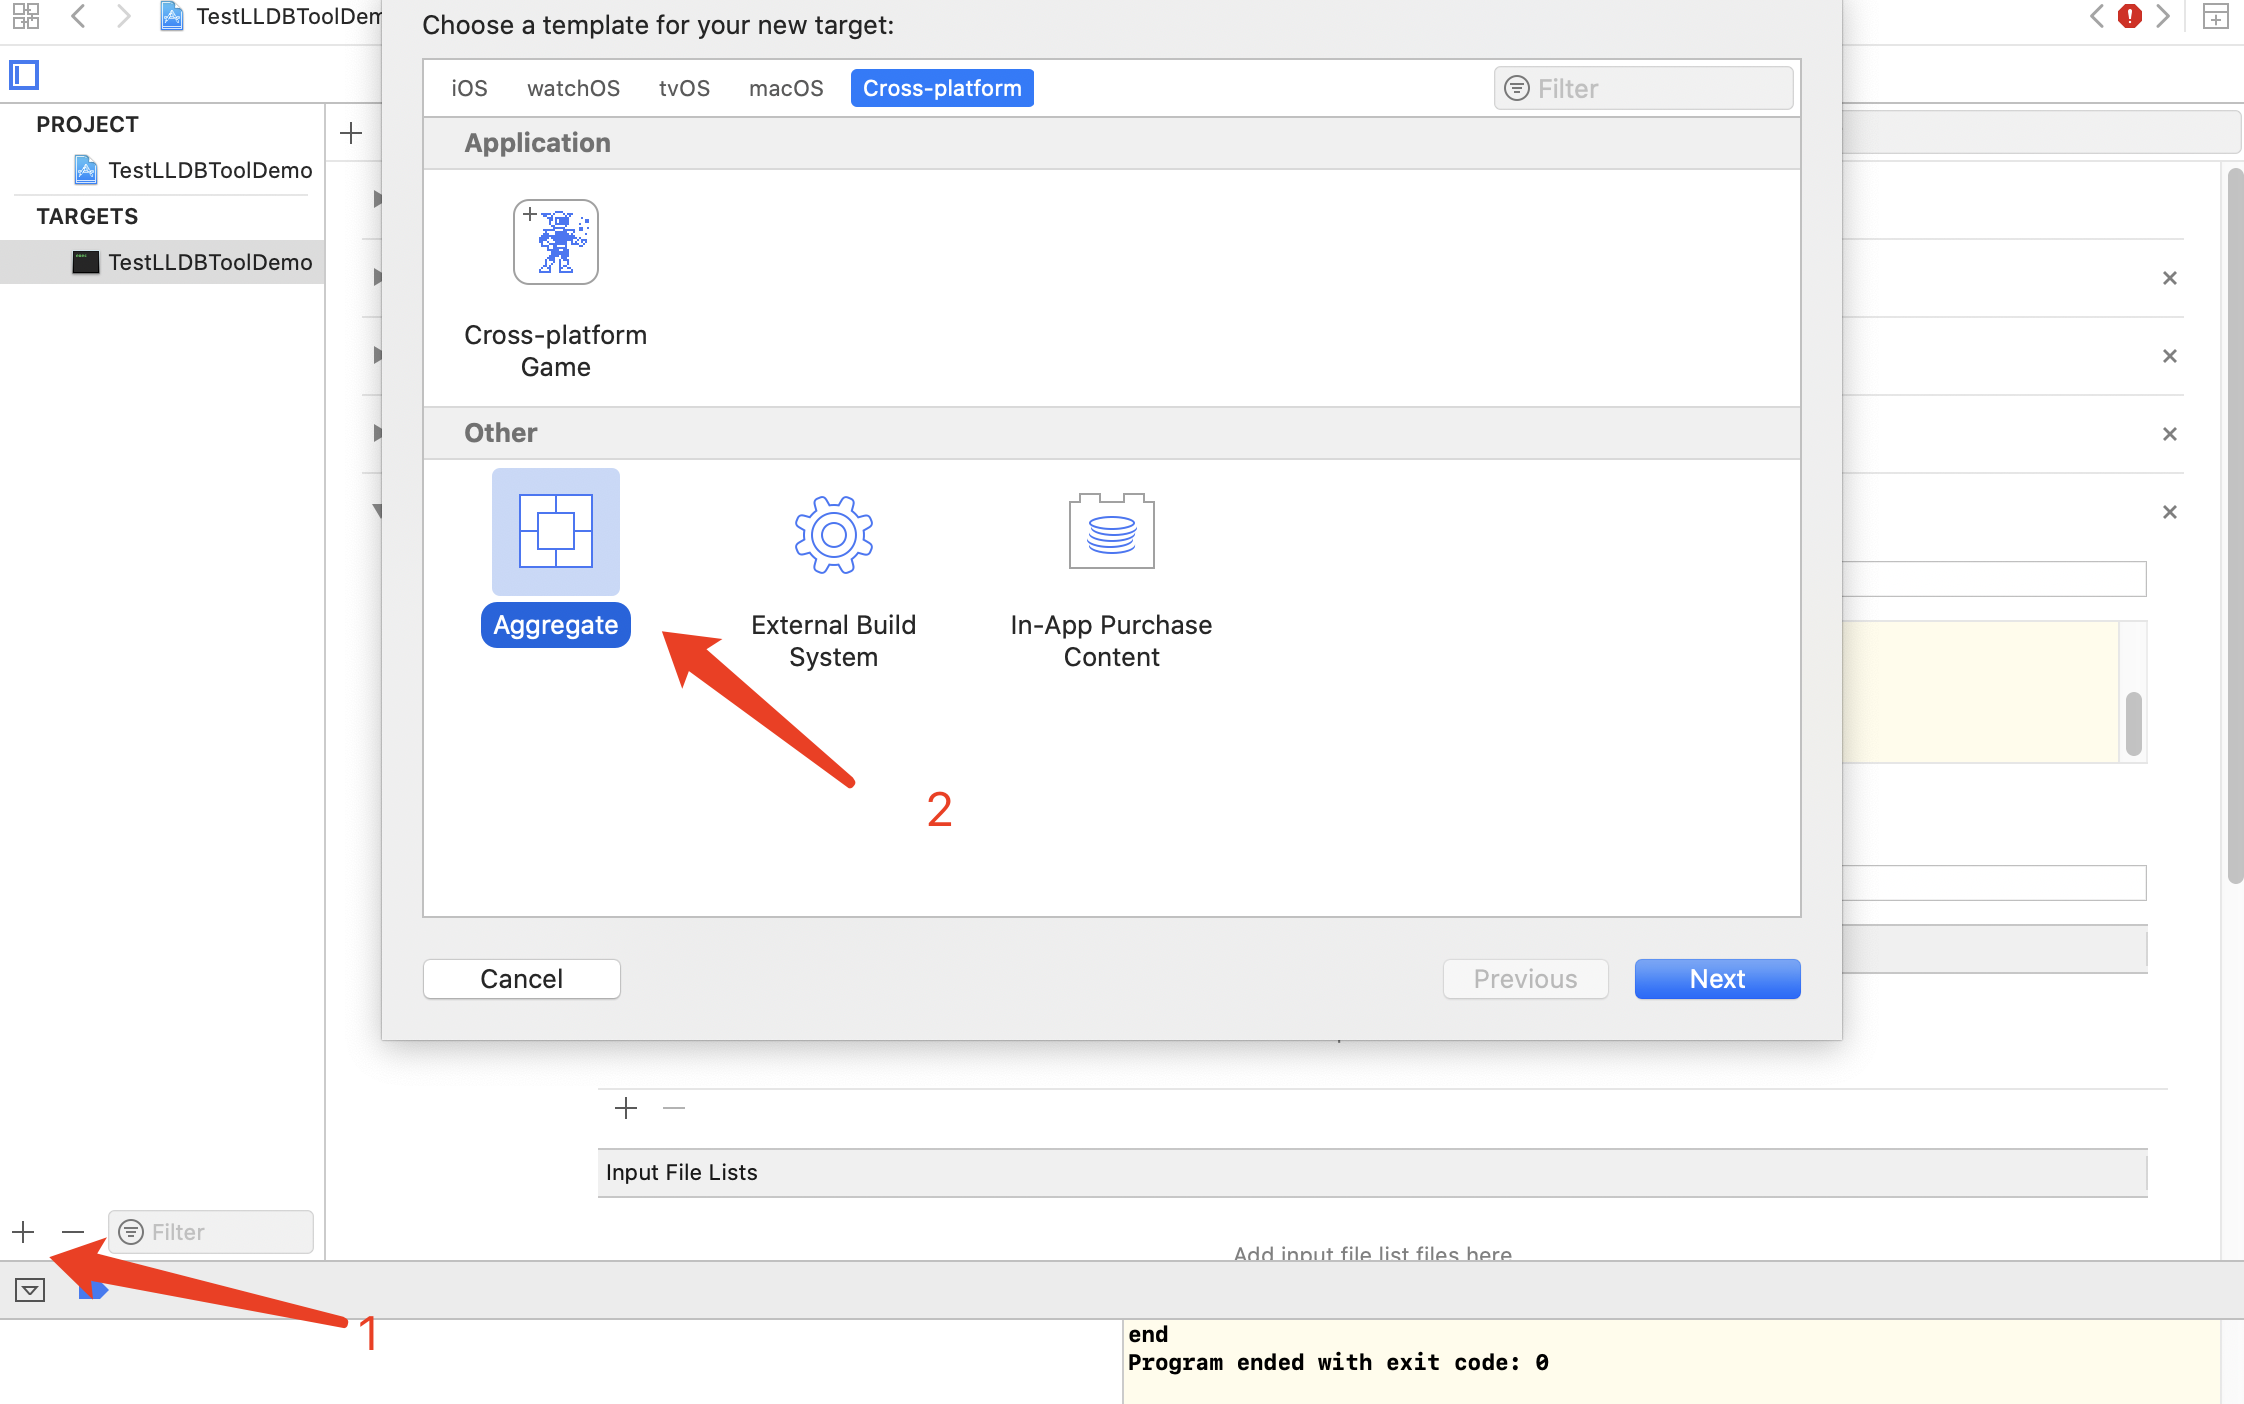 TestLLDBToolDem
Choose a template for your new target:
iOS
watchOS
tvOS
macOS
Cross-platform
Filter
PROJECT
TestLLDBToolDemo
TARGETS
TestLLDBToolDemo
Application
Cross-platform
Game
Other
Aggregate
External Build
System
In-App Purchase
Content
2
Cancel
Previous
Next
Input File Lists
Add input file list files here
Filter
1
end
Program ended with exit code: 0